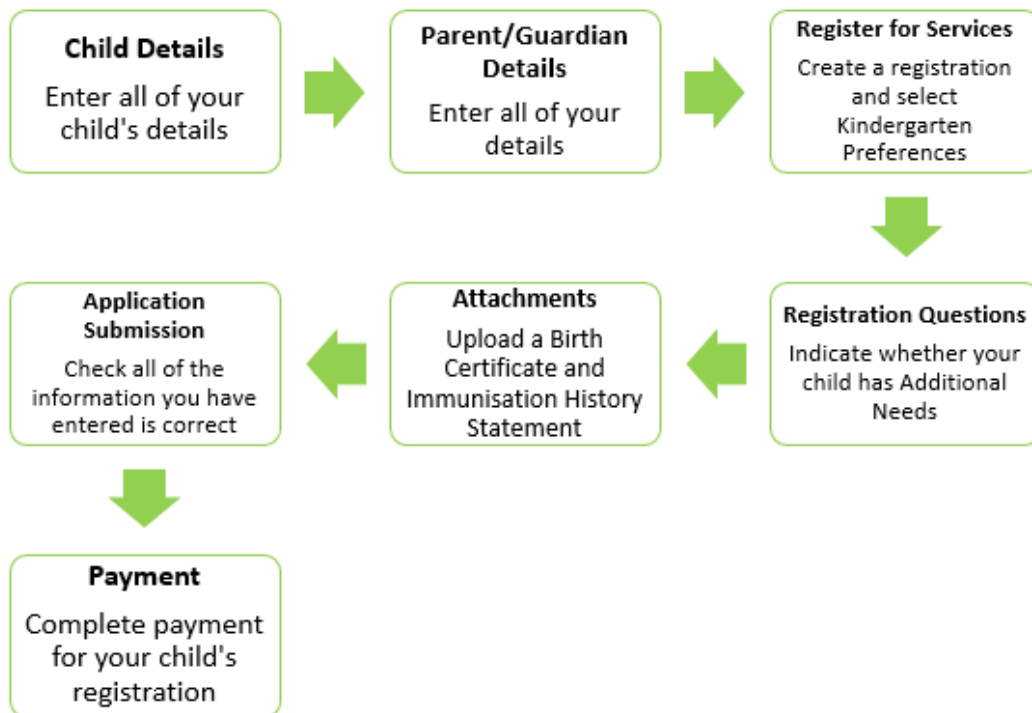 Child Details
Enter all of your
child's details
Parent/Guardian
Details
Enter all of your
details
Register for Services
Create a registration
and select
Kindergarten
Preferences
Registration Questions
Indicate whether your
child has Additional
Needs
Attachments
Upload a Birth
Certificate and
Immunisation History
Statement
Application
Submission
Check all of the
information you have
entered is correct
Payment
Complete payment
for your child's
registration